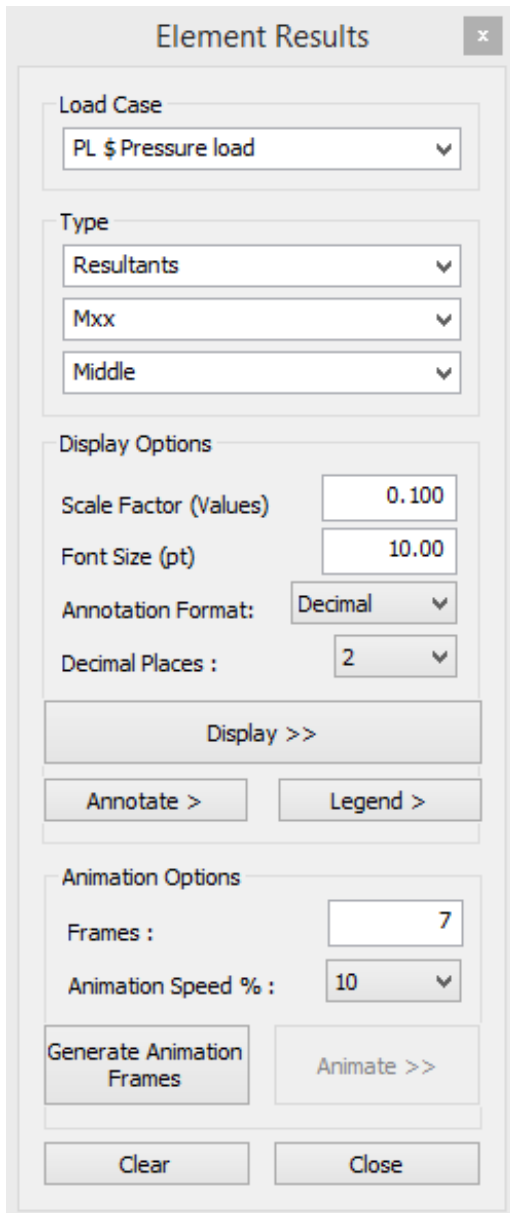 Element Results
x
Load Case
PL $ Pressure load
Type
Resultants
Mxx
Middle
Display Options
Scale Factor (Values) 0.100
Font Size (pt) 10.00
Annotation Format: Decimal
Decimal Places : 2
Display >>
Annotate > Legend >
Animation Options
Frames : 7
Animation Speed % : 10
Generate Animation
Frames
Animate >>
Clear Close